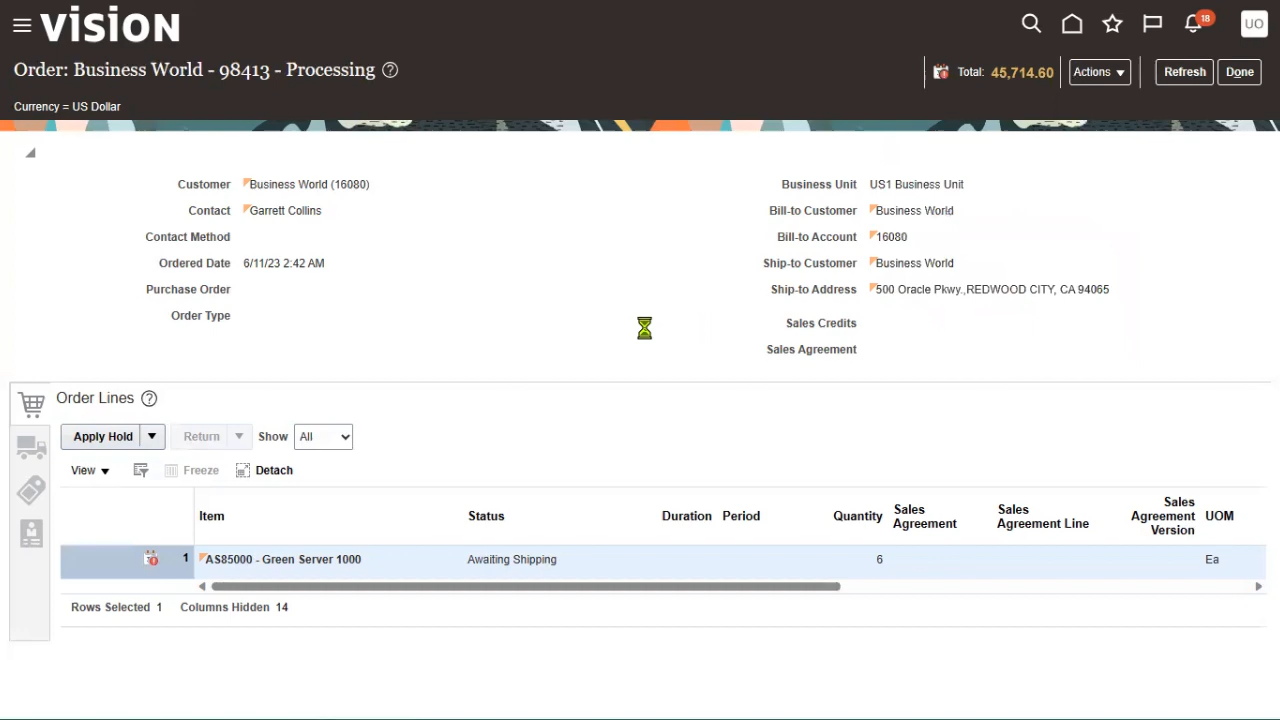 vision
18
UO
Order: Business World - 98413 - Processing ?
Total: 45,714.60 Actions Refresh Done
Currency = US Dollar
Customer Business World (16080)
Contact Garrett Collins
Contact Method
Ordered Date 6/11/23 2:42 AM
Purchase Order
Order Type
Business Unit US1 Business Unit
Bill-to Customer Business World
Bill-to Account 16080
Ship-to Customer Business World
Ship-to Address 500 Oracle Pkwy.,REDWOOD CITY, CA 94065
Sales Credits
Sales Agreement
Order Lines ?
Apply Hold Return Show All
View Freeze Detach
Item Status Duration Period Quantity Sales Agreement Sales Agreement Line Sales Agreement Version UOM
1 AS85000 - Green Server 1000 Awaiting Shipping 6 Ea
Rows Selected 1 Columns Hidden 14